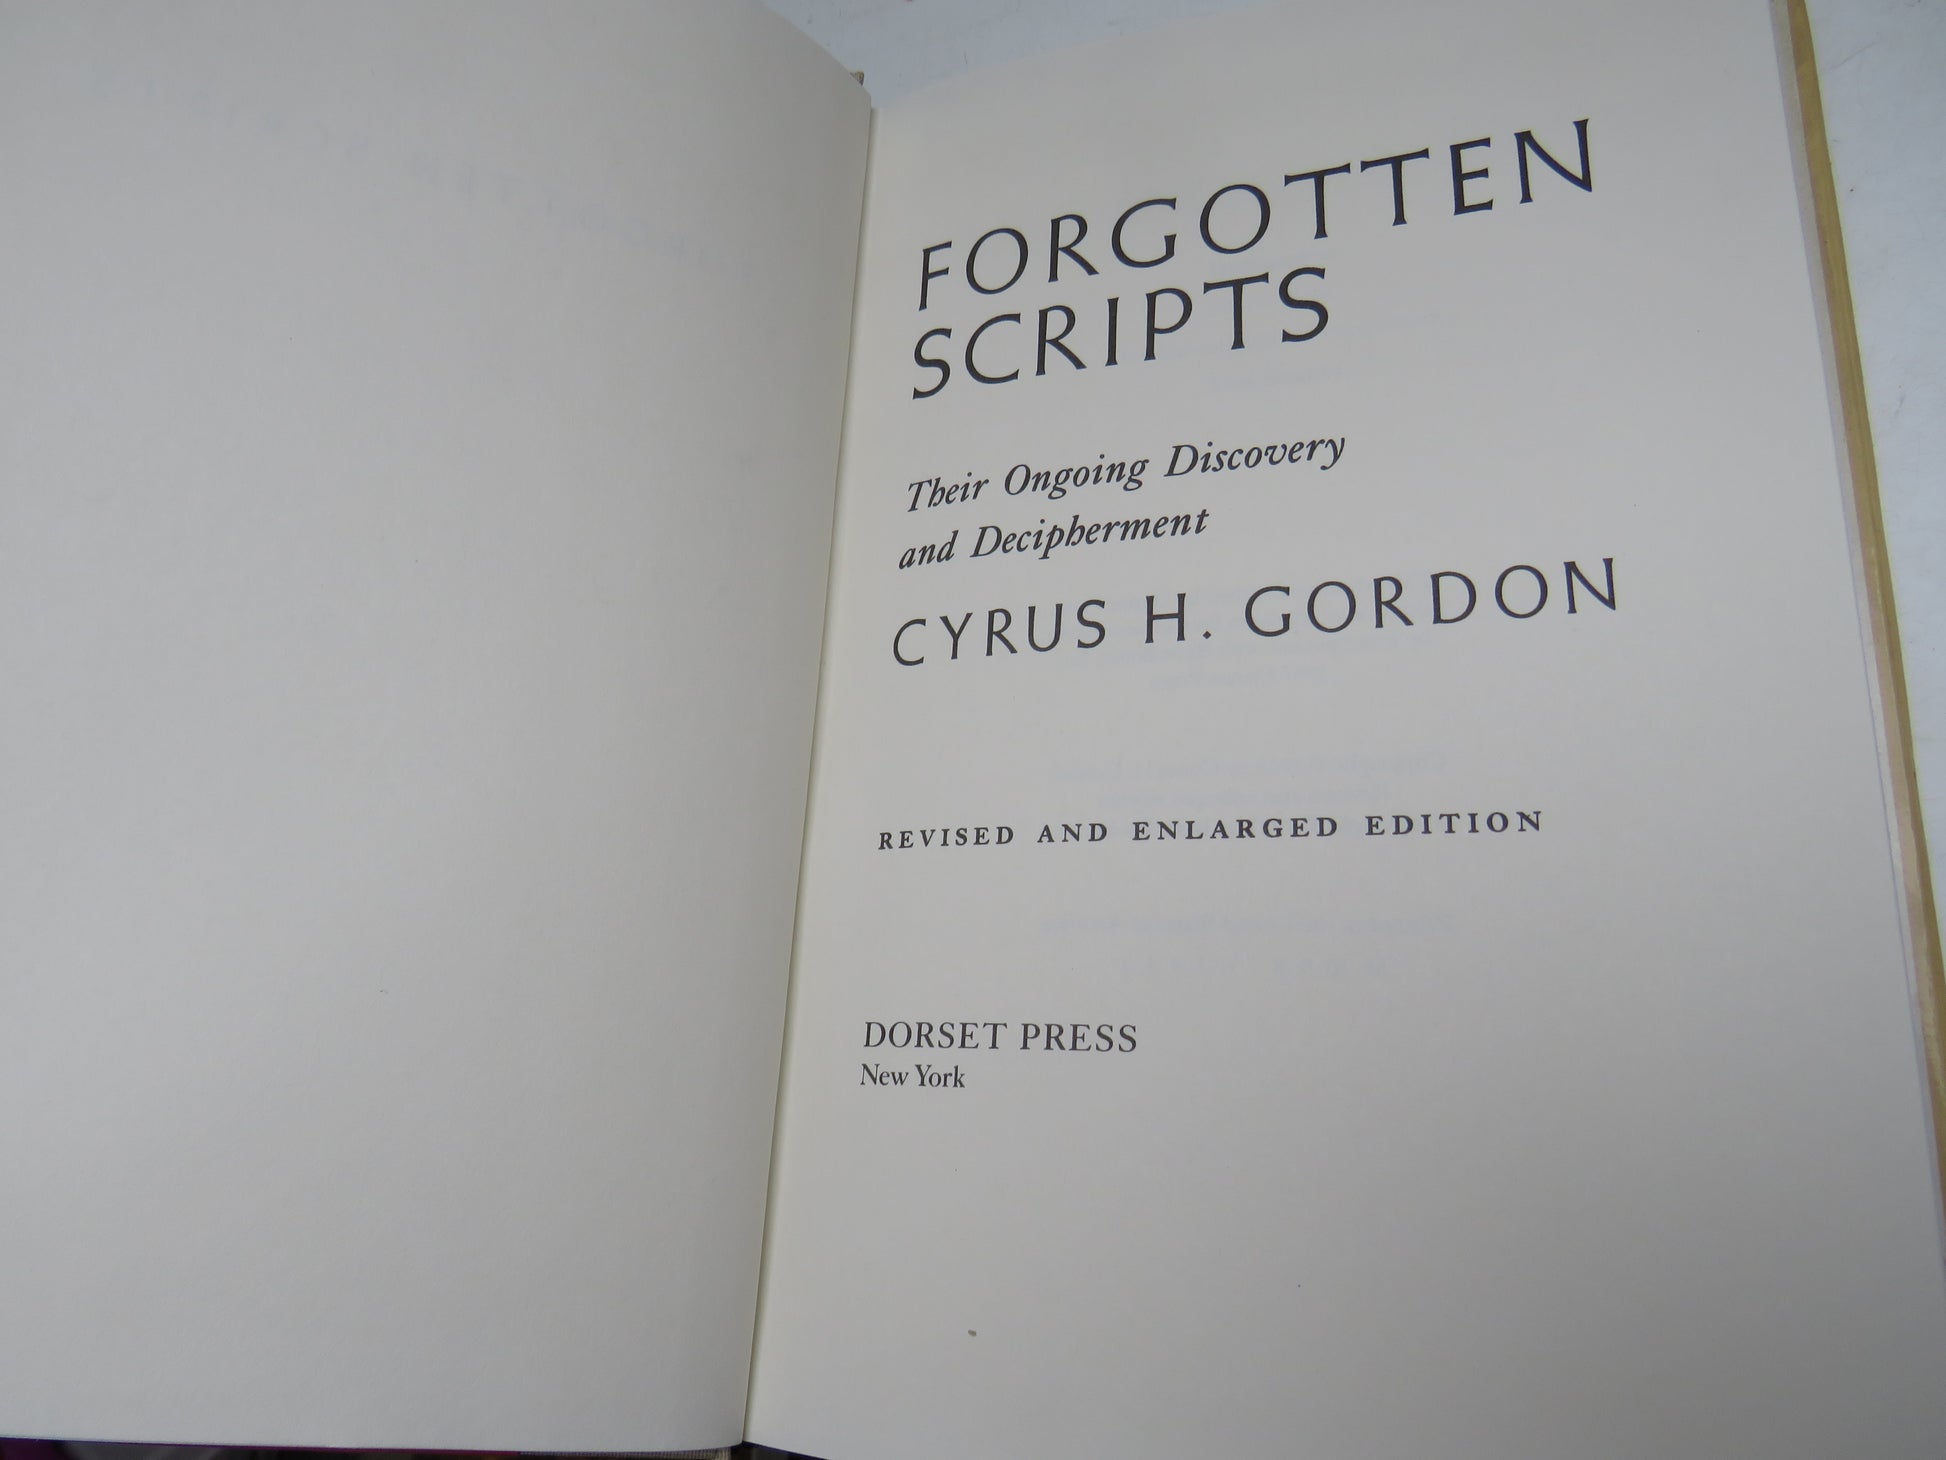 FORGOTTEN
SCRIPTS
Their Ongoing Discovery
and Decipherment
CYRUS H. GORDON
REVISED AND ENLARGED EDITION
DORSET PRESS
New York